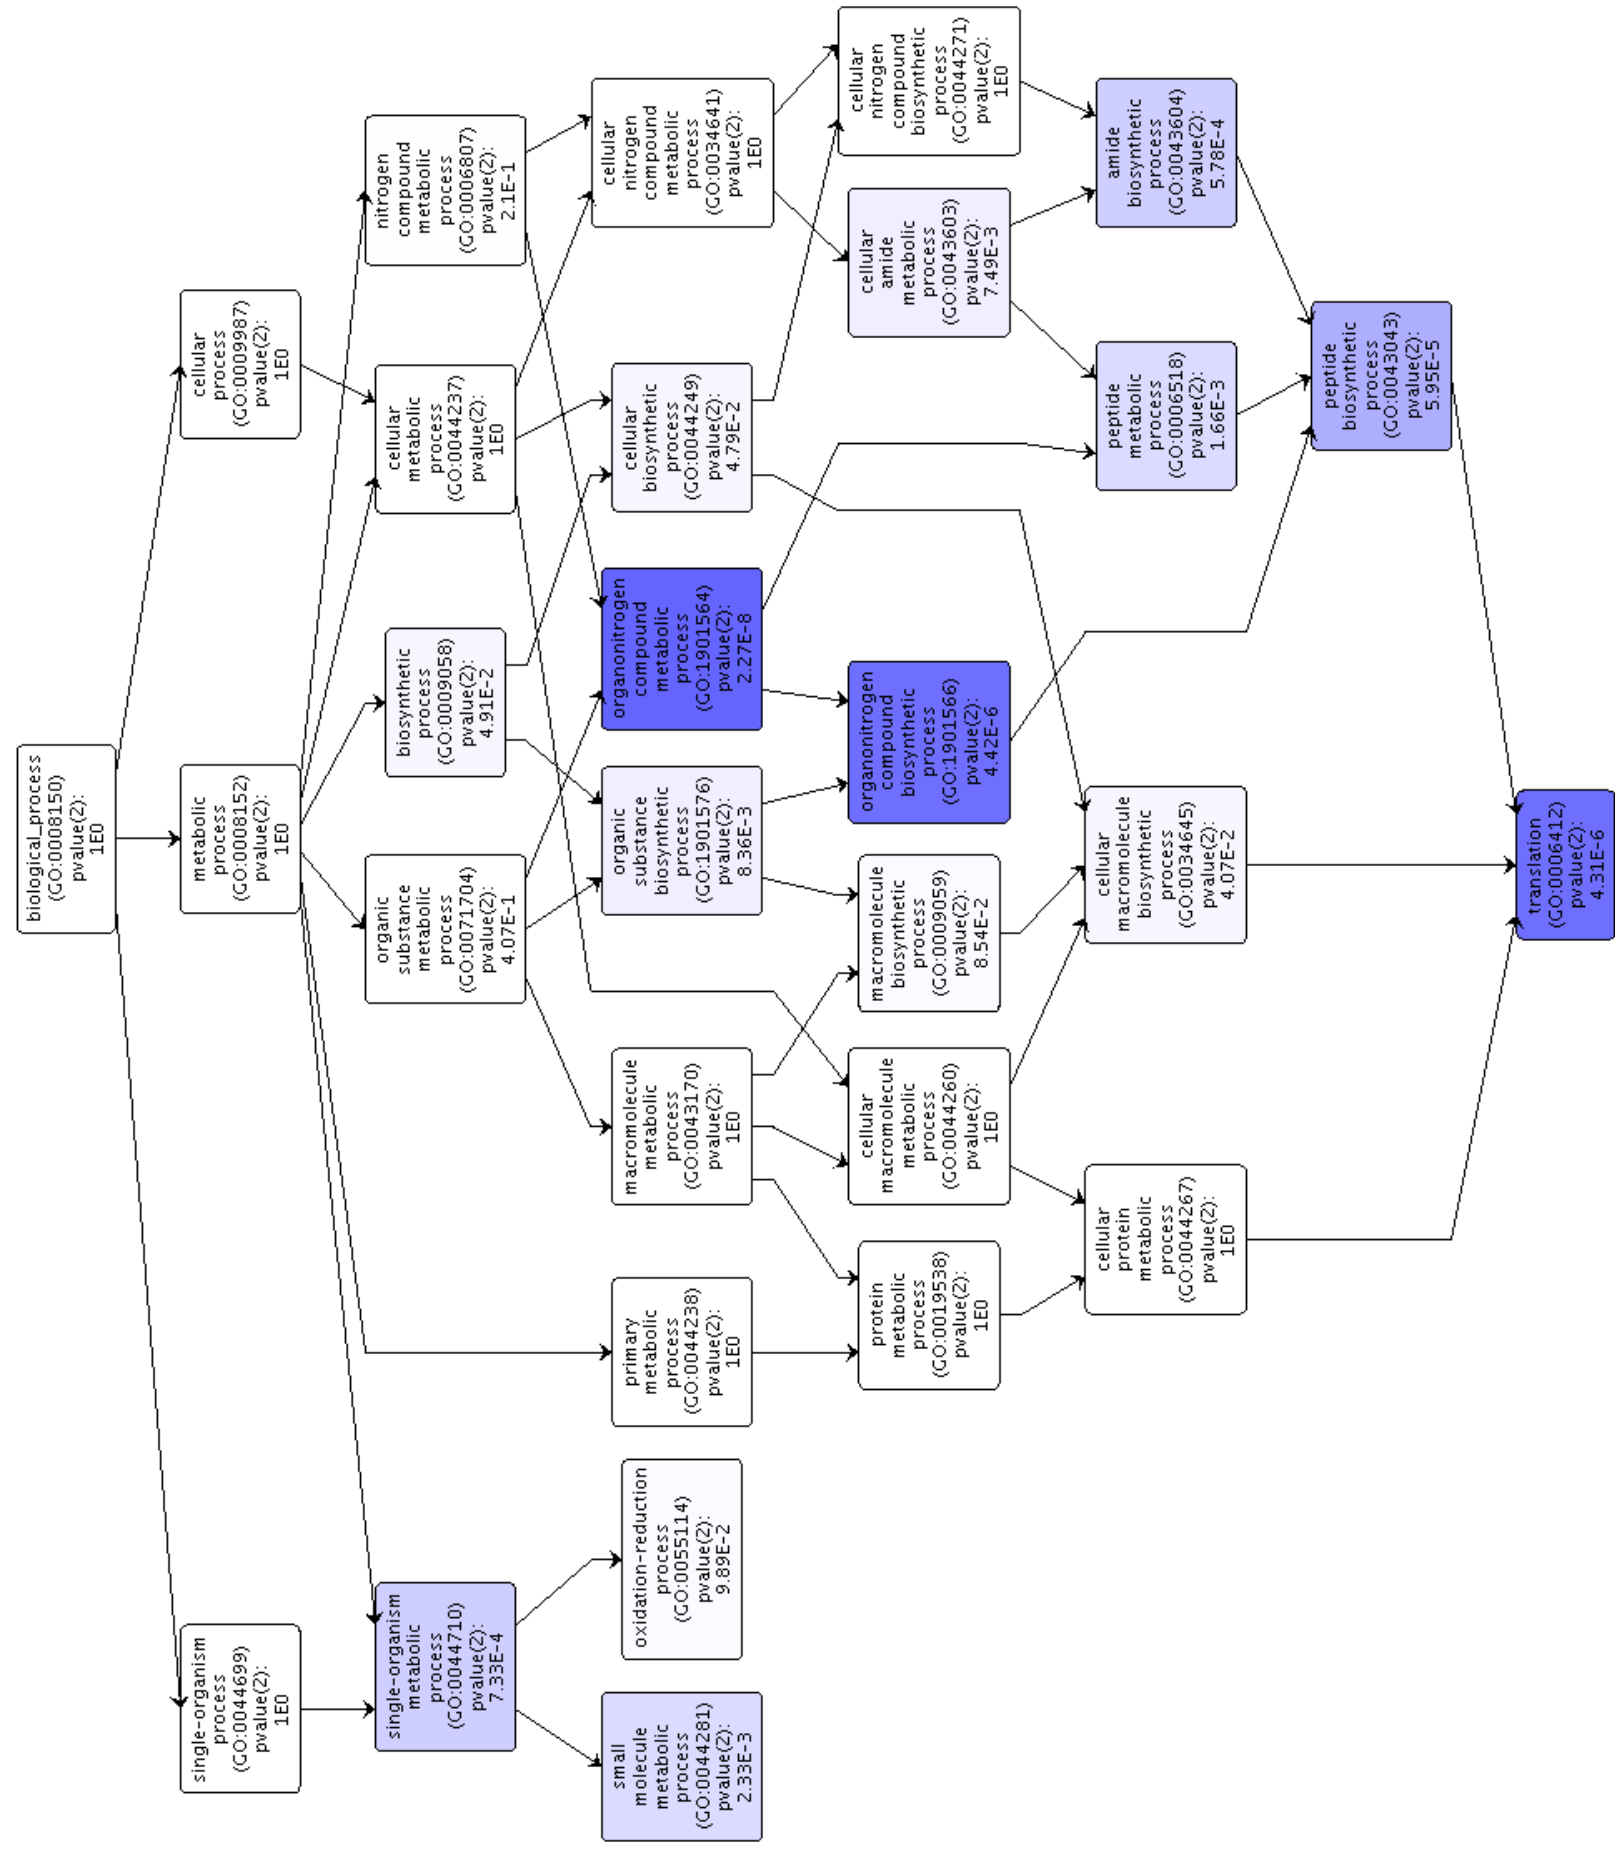 biological_process
(GO:0008150)
pvalue(2):
1E0
single-organism
process
(GO:0044699)
pvalue(2):
1E0
metabolic
process
(GO:0008152)
pvalue(2):
1E0
cellular
process
(GO:0009987)
pvalue(2):
1E0
single-organism
metabolic
process
(GO:0044710)
pvalue(2):
7.33E-4
organic
substance
metabolic
process
(GO:0071704)
pvalue(2):
4.07E-1
biosynthetic
process
(GO:0009058)
pvalue(2):
4.91E-2
cellular
metabolic
process
(GO:0044237)
pvalue(2):
1E0
nitrogen
compound
metabolic
process
(GO:0006807)
pvalue(2):
2.1E-1
small
molecule
metabolic
process
(GO:0044281)
pvalue(2):
2.33E-3
oxidation-reduction
process
(GO:0055114)
pvalue(2):
9.89E-2
primary
metabolic
process
(GO:0044238)
pvalue(2):
1E0
macromolecule
metabolic
process
(GO:0043170)
pvalue(2):
1E0
organic
substance
biosynthetic
process
(GO:1901576)
pvalue(2):
8.36E-3
organonitrogen
compound
metabolic
process
(GO:1901564)
pvalue(2):
2.27E-8
cellular
biosynthetic
process
(GO:0044249)
pvalue(2):
4.79E-2
cellular
nitrogen
compound
metabolic
process
(GO:0034641)
pvalue(2):
1E0
protein
metabolic
process
(GO:0019538)
pvalue(2):
1E0
cellular
macromolecule
metabolic
process
(GO:0044260)
pvalue(2):
1E0
macromolecule
biosynthetic
process
(GO:0009059)
pvalue(2):
8.54E-2
organonitrogen
compound
biosynthetic
process
(GO:1901566)
pvalue(2):
4.42E-6
cellular
amide
metabolic
process
(GO:0043603)
pvalue(2):
7.49E-3
cellular
nitrogen
compound
biosynthetic
process
(GO:0044271)
pvalue(2):
1E0
cellular
protein
metabolic
process
(GO:0044267)
pvalue(2):
1E0
cellular
macromolecule
biosynthetic
process
(GO:0034645)
pvalue(2):
4.07E-2
peptide
metabolic
process
(GO:0006518)
pvalue(2):
1.66E-3
amide
biosynthetic
process
(GO:0043604)
pvalue(2):
5.78E-4
peptide
biosynthetic
process
(GO:0043043)
pvalue(2):
5.95E-5
translation
(GO:0006412)
pvalue(2):
4.31E-6